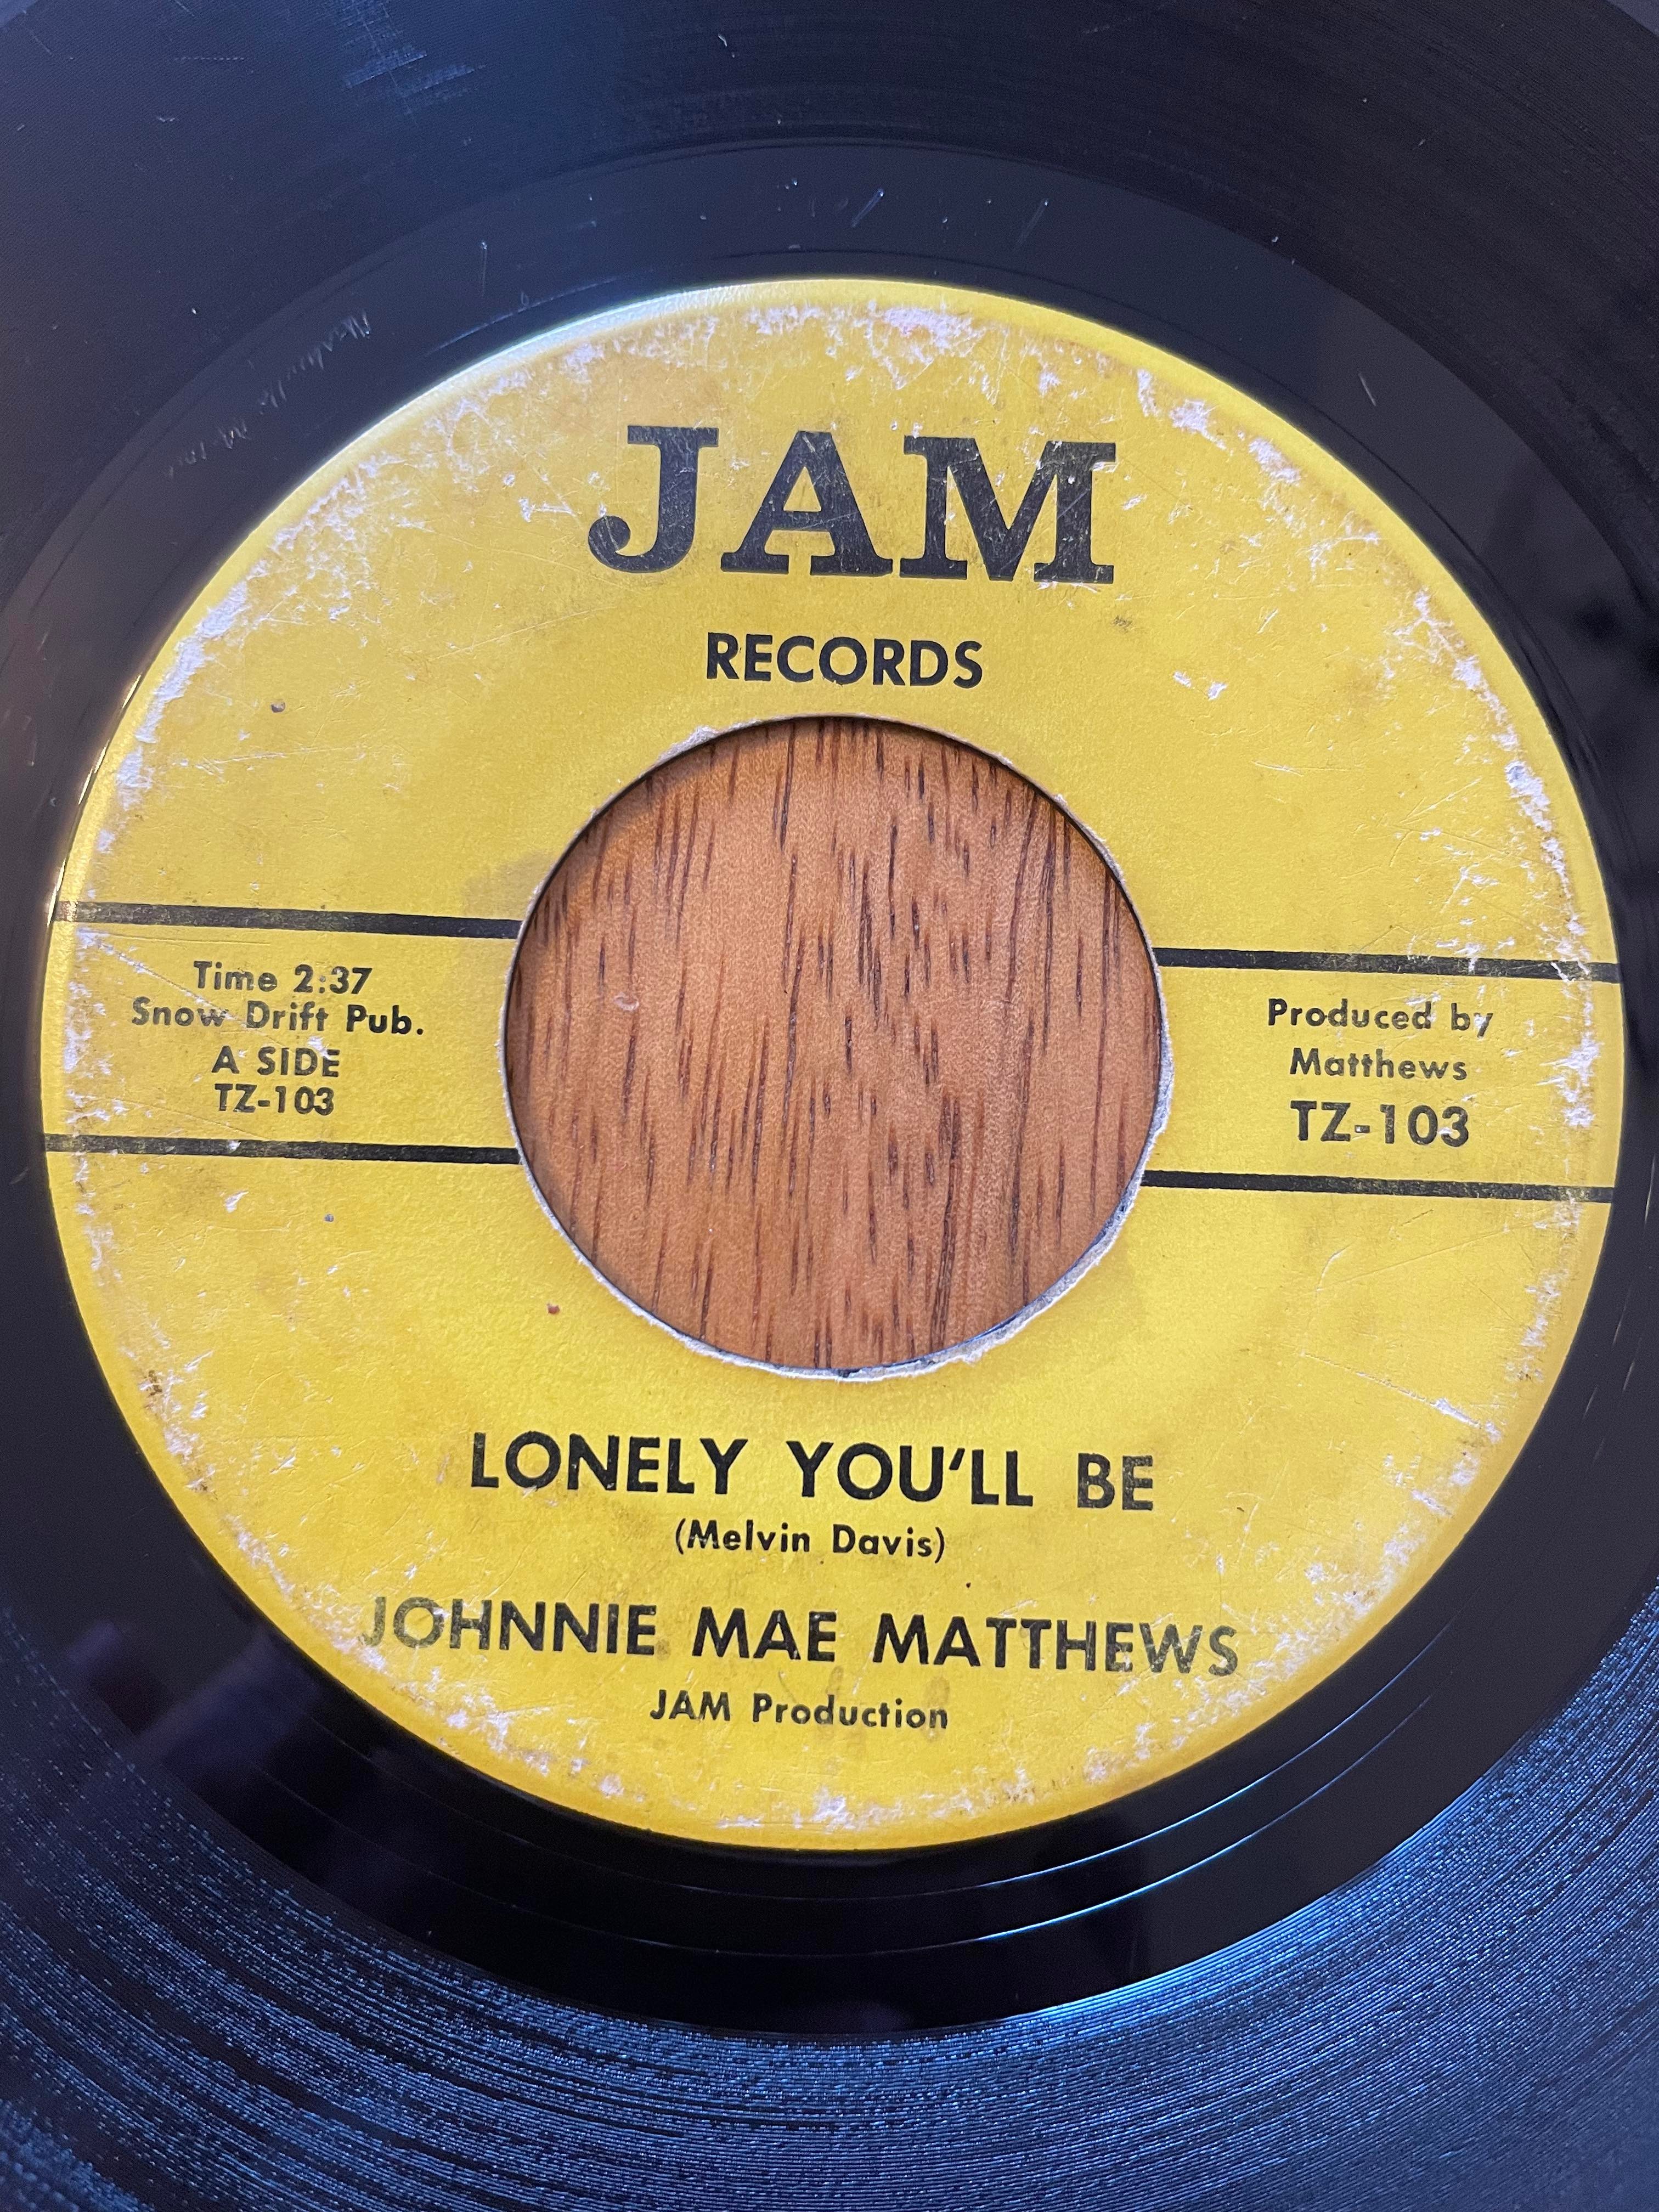 JAM
RECORDS
Time 2:37
Snow Drift Pub.
A SIDE
TZ-103
Produced by
Matthews
TZ-103
LONELY YOU'LL BE
(Melvin Davis)
JOHNNIE MAE MATTHEWS
JAM Production